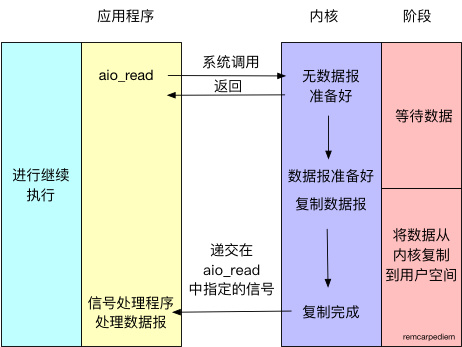 应用程序
内核
阶段
aio_read
系统调用
返回
无数据报
准备好
等待数据
进行继续
执行
数据报准备好
复制数据报
将数据从
内核复制
到用户空间
递交在
aio_read
中指定的信号
信号处理程序
处理数据报
复制完成
remcarpediem